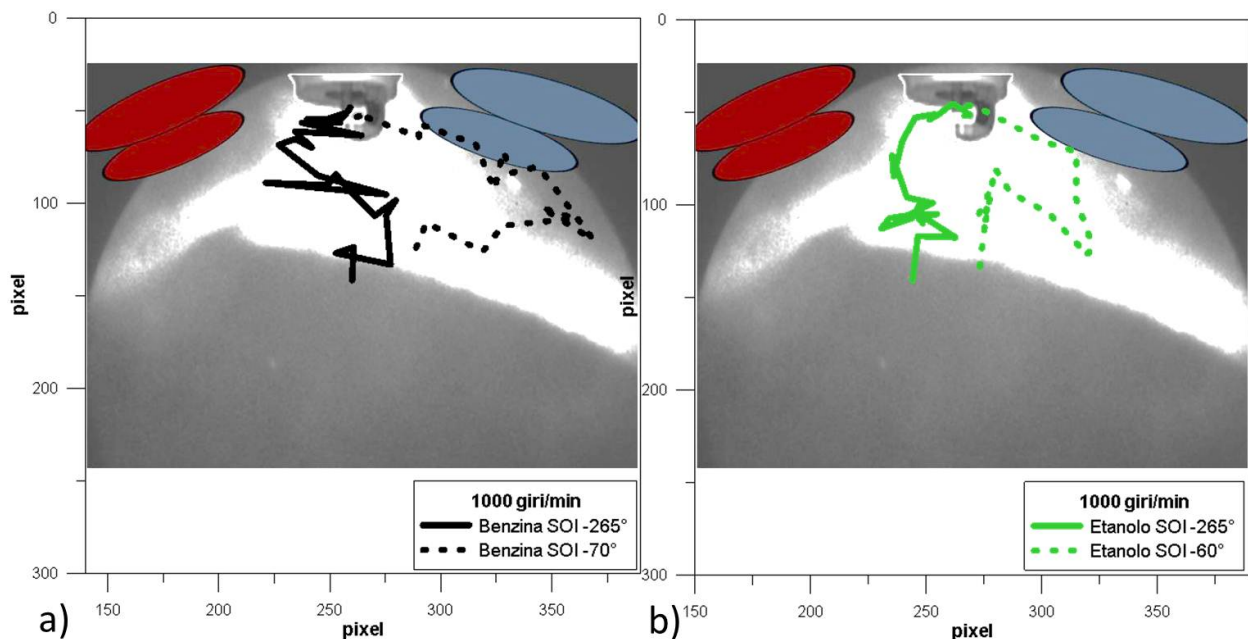 0
100
200
300
pixel
150
200
250
300
350
pixel
1000 giri/min
Benzina SOI -265°
Benzina SOI -70°
a)
0
100
200
300
pixel
150
200
250
300
350
pixel
1000 giri/min
Etanolo SOI -265°
Etanolo SOI -60°
b)